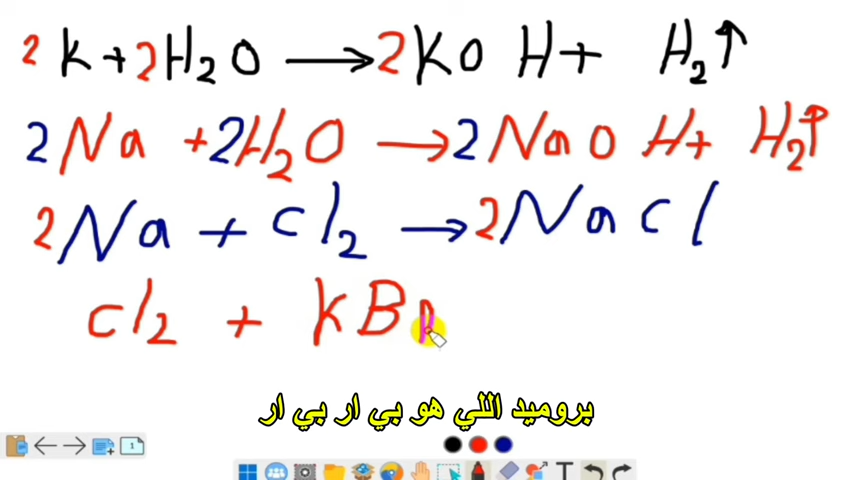 2K + 2H₂O → 2KOH + H₂↑
2Na + 2H₂O → 2NaOH + H₂↑
2Na + Cl₂ → 2NaCl
Cl₂ + KBr
بروميد اللي هو بي ار بي ار
1
T